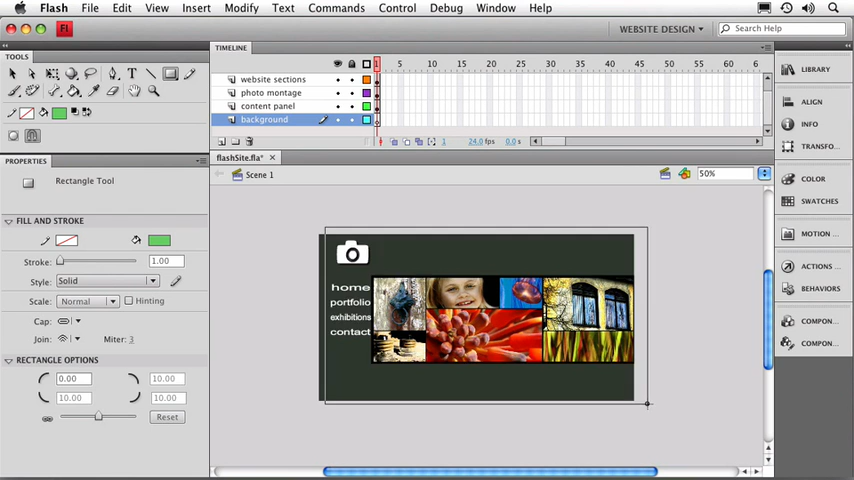 Flash File Edit View Insert Modify Text Commands Control Debug Window Help
Fl WEBSITE DESIGN Search Help
TOOLS
T
PROPERTIES
Rectangle Tool
FILL AND STROKE
Stroke: 1.00
Style: Solid
Scale: Normal Hinting
Cap:
Join: Miter: 3
RECTANGLE OPTIONS
0.00 10.00
10.00 10.00
Reset
TIMELINE
1 5 10 15 20 25 30 35 40 45 50 55 60 6
website sections
photo montage
content panel
background
1 24.0 fps 0.0 s
flashSite.fla*
Scene 1 50%
home
portfolio
exhibitions
contact
LIBRARY
ALIGN
INFO
TRANSFO...
COLOR
SWATCHES
MOTION ...
ACTIONS ...
BEHAVIORS
COMPON...
COMPON...